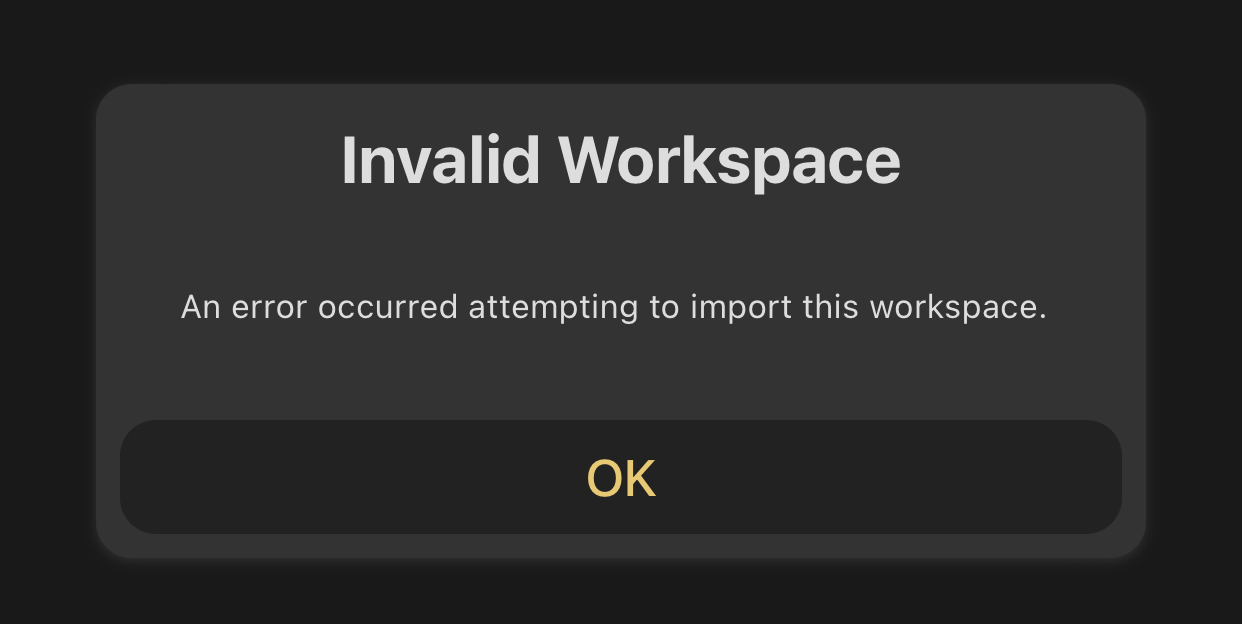 Invalid Workspace
An error occurred attempting to import this workspace.
OK